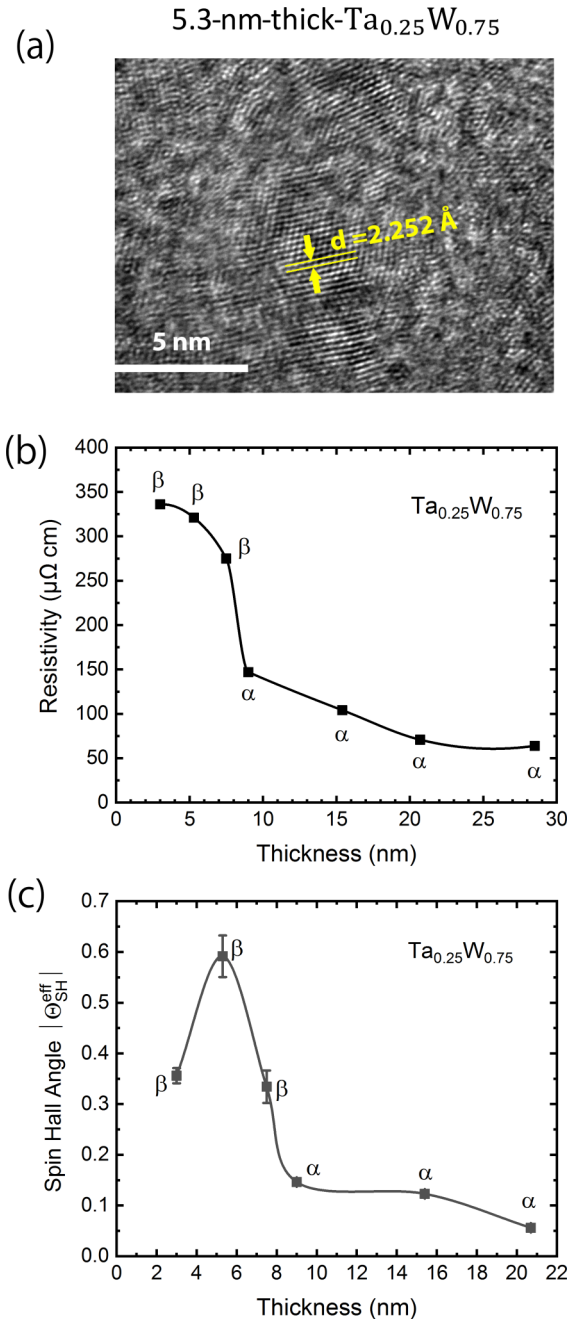 5.3-nm-thick-Ta0.25W0.75
(a)
d =2.252 Å
5 nm
(b)
400
350
300
250
200
150
100
50
0
Resistivity (μΩ cm)
β
β
β
α
α
α
α
Ta0.25W0.75
0 5 10 15 20 25 30
Thickness (nm)
(c)
0.7
0.6
0.5
0.4
0.3
0.2
0.1
0.0
Spin Hall Angle |Θ^eff_SH|
β
β
β
α
α
α
Ta0.25W0.75
0 2 4 6 8 10 12 14 16 18 20 22
Thickness (nm)